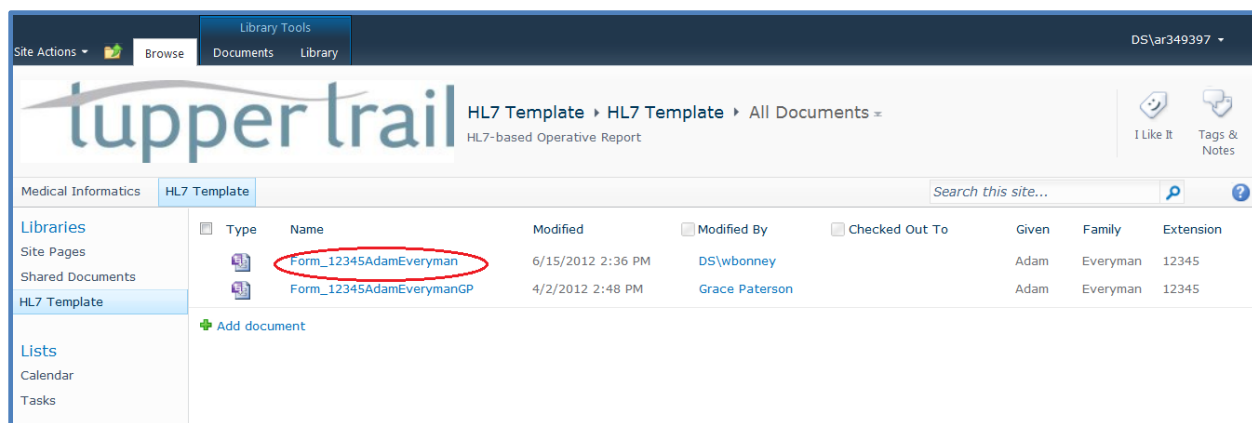 Library Tools
Site Actions Browse Documents Library DS\ar349397
tupper trail
HL7 Template HL7 Template All Documents
HL7-based Operative Report
I Like It Tags & Notes
Medical Informatics HL7 Template Search this site... ?
Libraries
Site Pages
Shared Documents
HL7 Template
Lists
Calendar
Tasks
Type Name Modified Modified By Checked Out To Given Family Extension
Form_12345AdamEveryman 6/15/2012 2:36 PM DS\wbonney Adam Everyman 12345
Form_12345AdamEverymanGP 4/2/2012 2:48 PM Grace Paterson Adam Everyman 12345
Add document